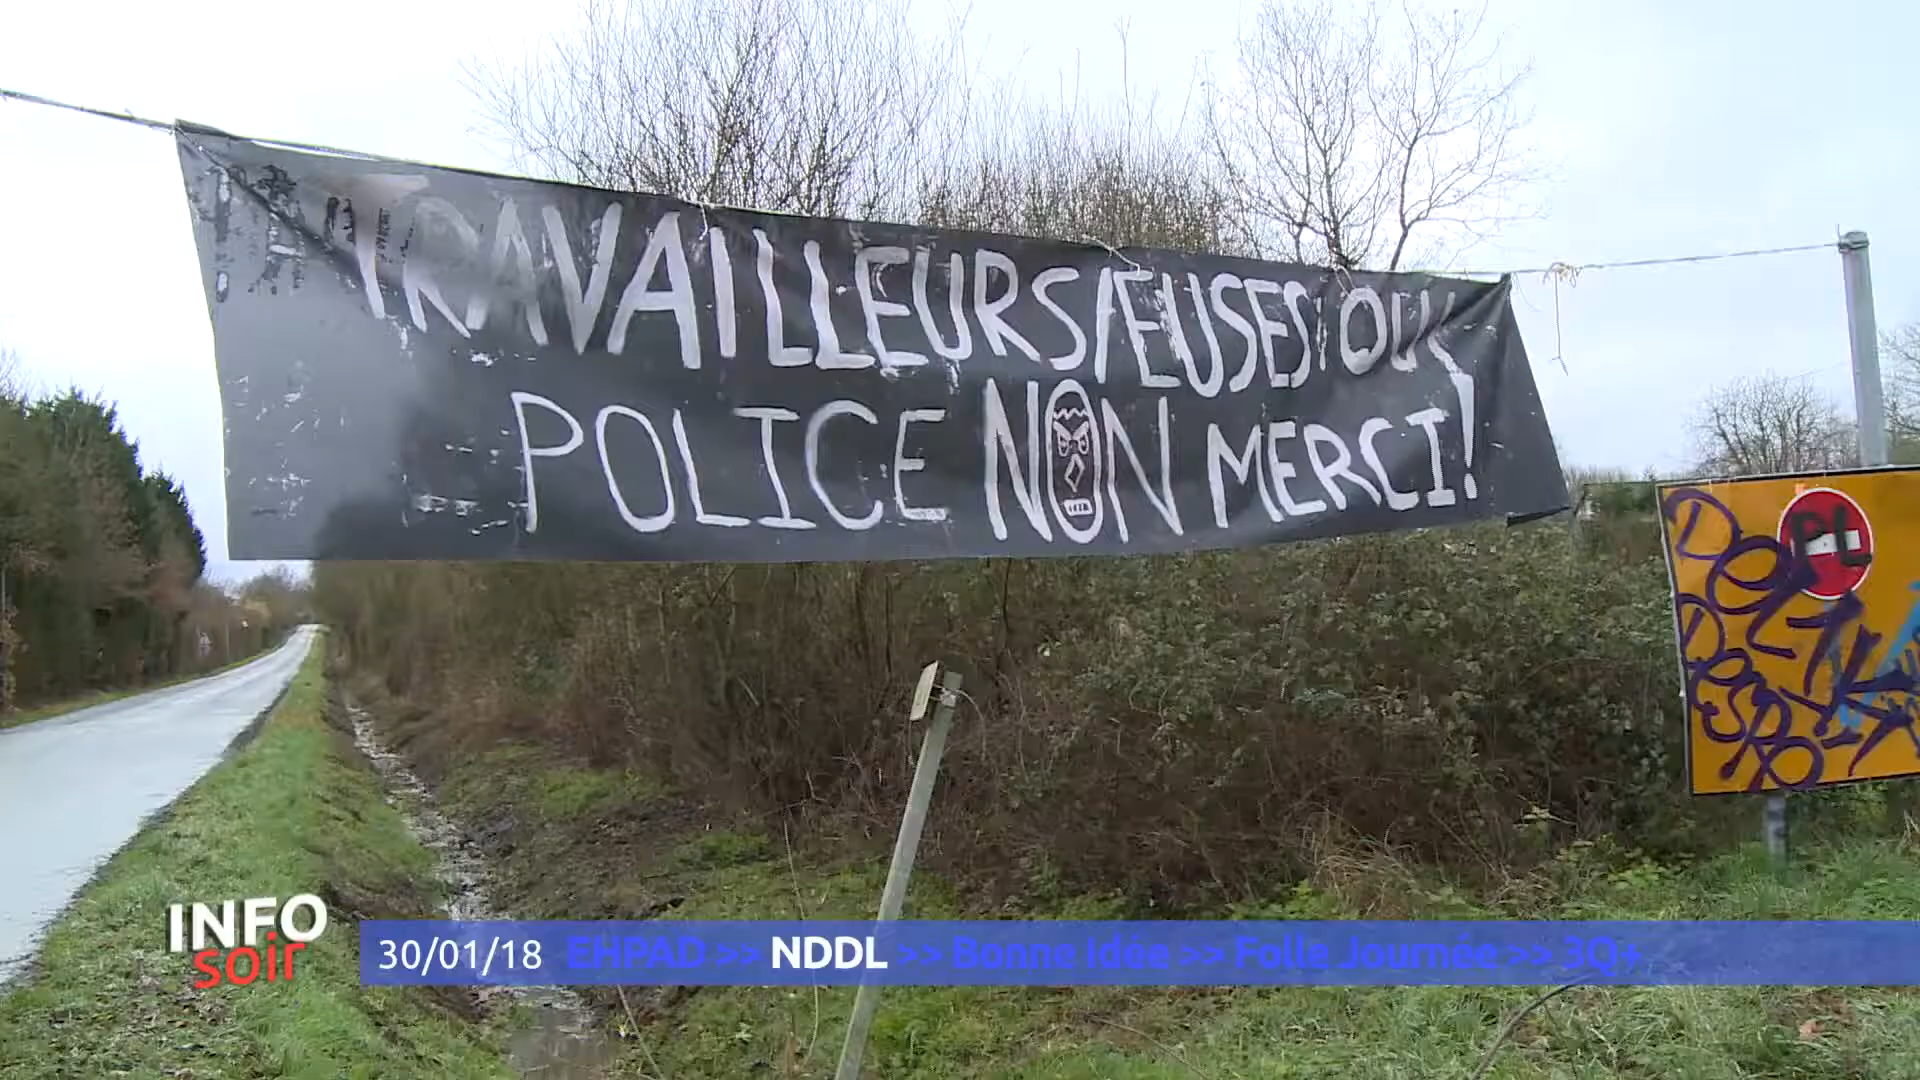 TRAVAILLEURS/EUSES: OUI
POLICE NON MERCI!
PL
INFO
soir
30/01/18 EHPAD >> NDDL >> Bonne Idée >> Folle Journée >> 3Q+